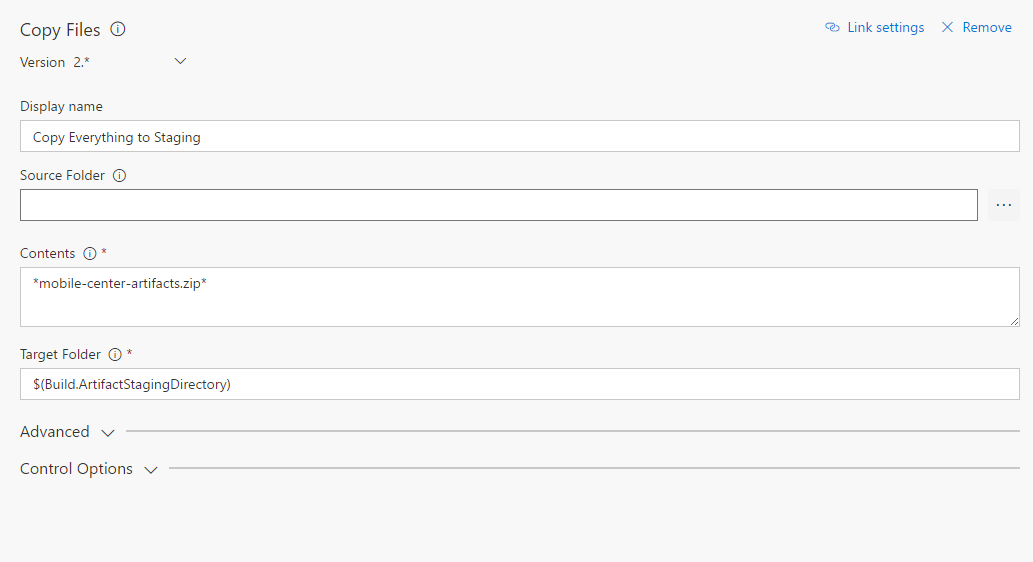 Copy Files
Link settings
Remove
Version 2.*
Display name
Copy Everything to Staging
Source Folder
...
Contents *
*mobile-center-artifacts.zip*
Target Folder *
$(Build.ArtifactStagingDirectory)
Advanced
Control Options